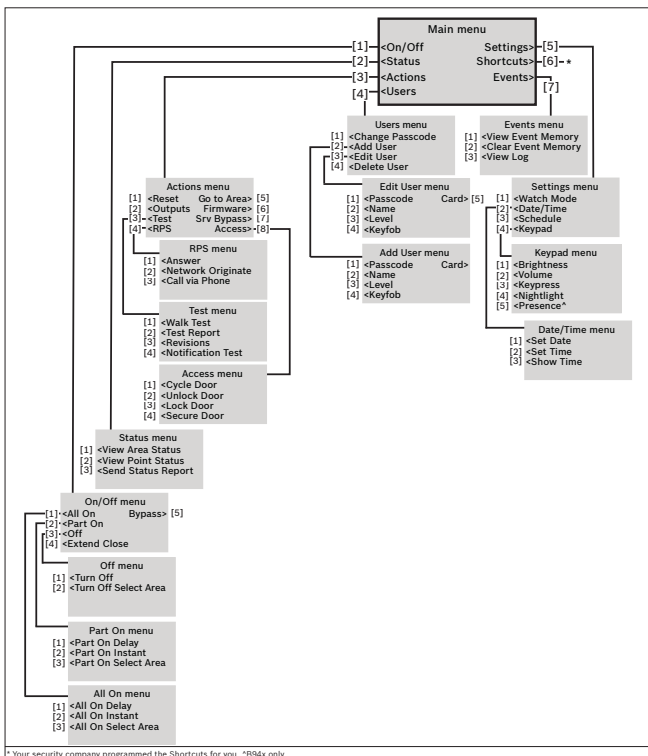 Main menu
[1] <On/Off Settings> [5]
[2] <Status Shortcuts> [6] *
[3] <Actions Events> [7]
[4] <Users
Users menu
[1] <Change Passcode
[2] <Add User
[3] <Edit User
[4] <Delete User
Events menu
[1] <View Event Memory
[2] <Clear Event Memory
[3] <View Log
Actions menu
[1] <Reset Go to Area> [5]
[2] <Outputs Firmware> [6]
[3] <Test Srv Bypass> [7]
[4] <RPS Access> [8]
Edit User menu
[1] <Passcode Card> [5]
[2] <Name
[3] <Level
[4] <Keyfob
Settings menu
[1] <Watch Mode
[2] <Date/Time
[3] <Schedule
[4] <Keypad
RPS menu
[1] <Answer
[2] <Network Originate
[3] <Call via Phone
Add User menu
[1] <Passcode Card>
[2] <Name
[3] <Level
[4] <Keyfob
Keypad menu
[1] <Brightness
[2] <Volume
[3] <Keypress
[4] <Nightlight
[5] <Presence^
Test menu
[1] <Walk Test
[2] <Test Report
[3] <Revisions
[4] <Notification Test
Date/Time menu
[1] <Set Date
[2] <Set Time
[3] <Show Time
Access menu
[1] <Cycle Door
[2] <Unlock Door
[3] <Lock Door
[4] <Secure Door
Status menu
[1] <View Area Status
[2] <View Point Status
[3] <Send Status Report
On/Off menu
[1] <All On Bypass> [5]
[2] <Part On
[3] <Off
[4] <Extend Close
Off menu
[1] <Turn Off
[2] <Turn Off Select Area
Part On menu
[1] <Part On Delay
[2] <Part On Instant
[3] <Part On Select Area
All On menu
[1] <All On Delay
[2] <All On Instant
[3] <All On Select Area
* Your security company programmed the Shortcuts for you. ^B94x only